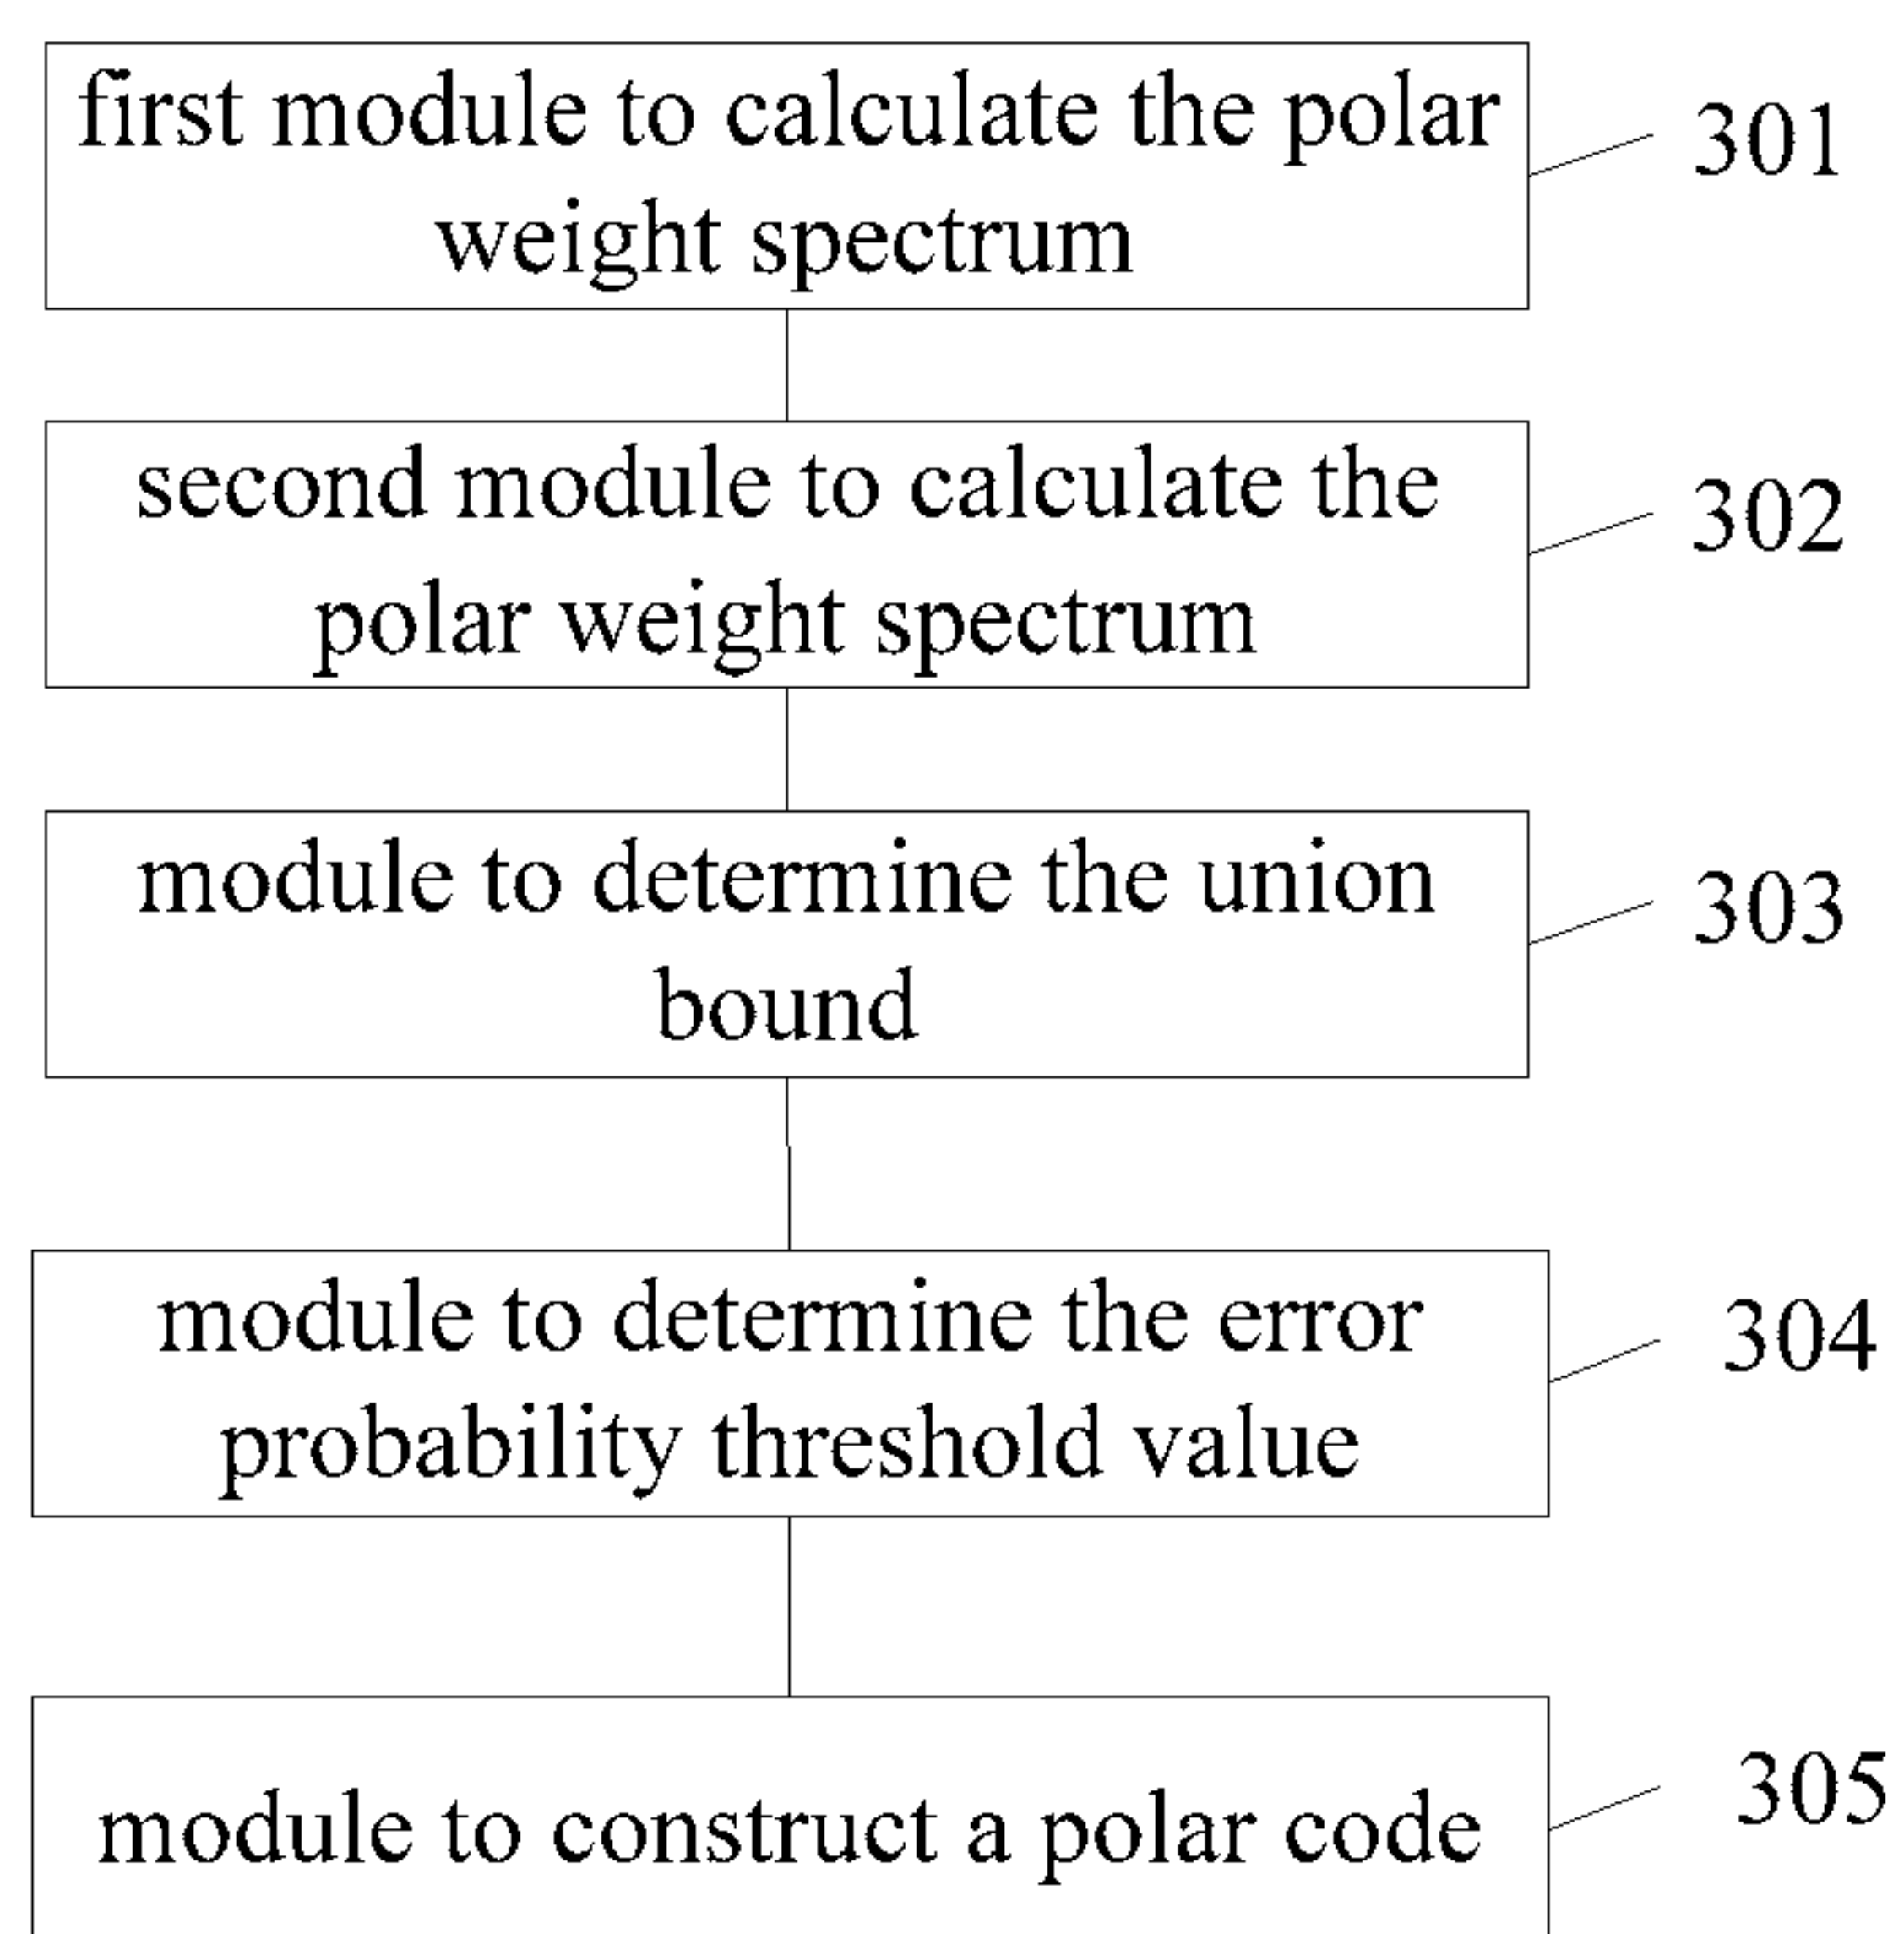 first module to calculate the polar
weight spectrum
301
second module to calculate the
polar weight spectrum
302
module to determine the union
bound
303
module to determine the error
probability threshold value
304
module to construct a polar code
305